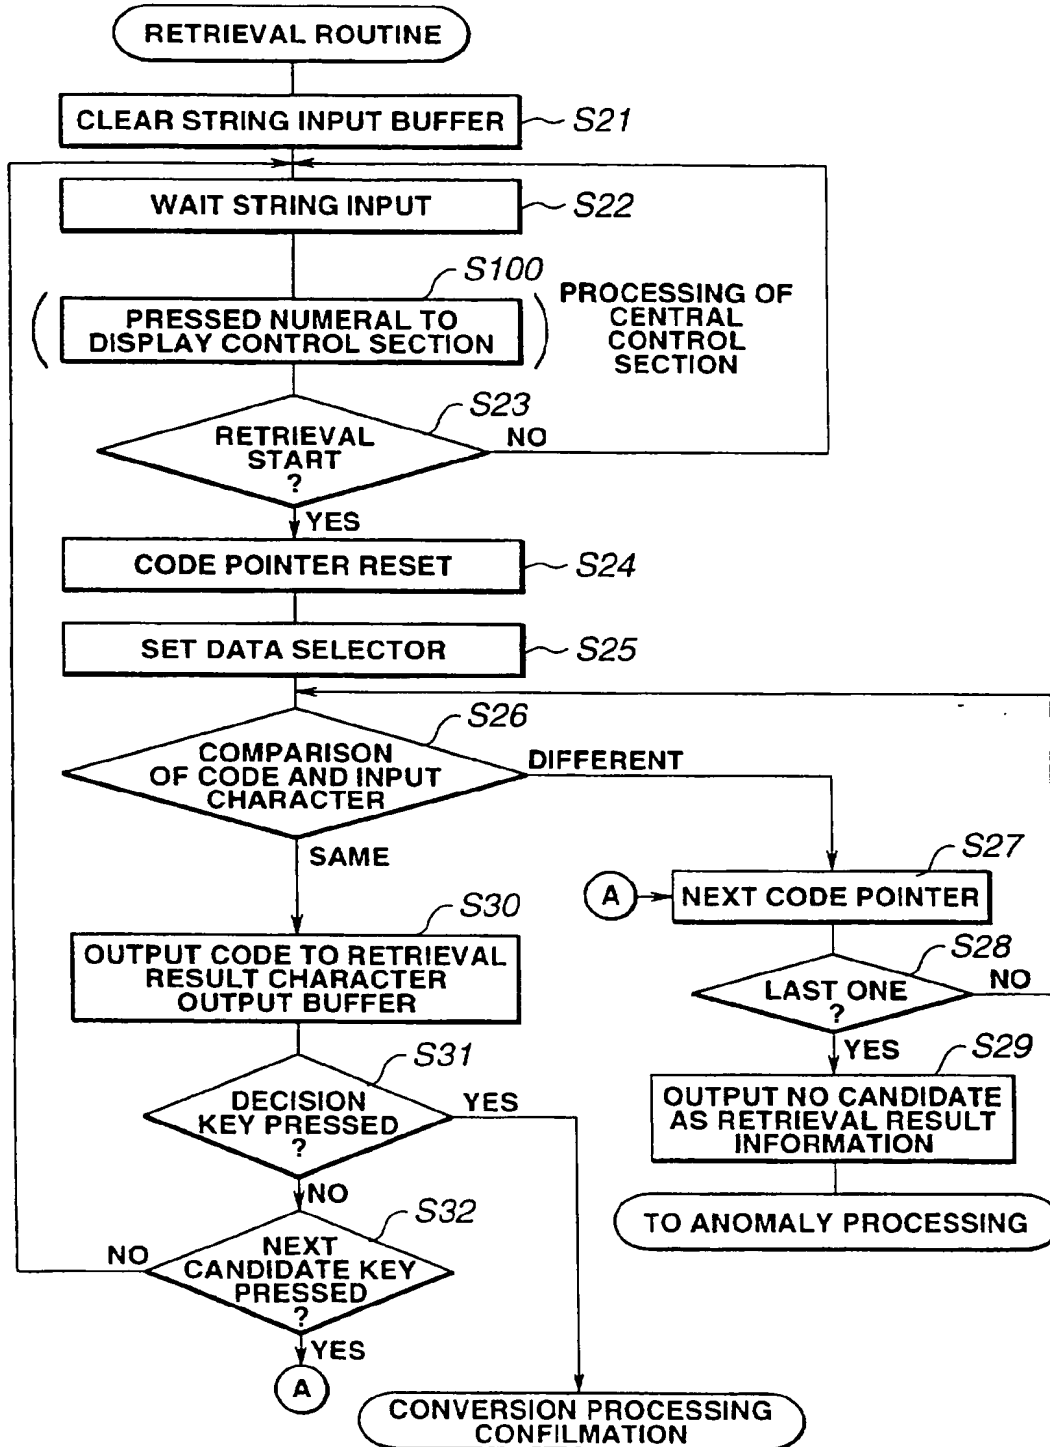 RETRIEVAL ROUTINE
CLEAR STRING INPUT BUFFER
S21
WAIT STRING INPUT
S22
S100
PRESSED NUMERAL TO
DISPLAY CONTROL SECTION
PROCESSING OF
CENTRAL
CONTROL
SECTION
S23
RETRIEVAL
START
?
NO
YES
CODE POINTER RESET
S24
SET DATA SELECTOR
S25
S26
COMPARISON
OF CODE AND INPUT
CHARACTER
DIFFERENT
SAME
S27
A
NEXT CODE POINTER
S30
OUTPUT CODE TO RETRIEVAL
RESULT CHARACTER
OUTPUT BUFFER
S28
LAST ONE
?
NO
YES
S29
OUTPUT NO CANDIDATE
AS RETRIEVAL RESULT
INFORMATION
TO ANOMALY PROCESSING
S31
DECISION
KEY PRESSED
?
YES
NO
S32
NEXT
CANDIDATE KEY
PRESSED
?
NO
YES
A
CONVERSION PROCESSING
CONFILMATION